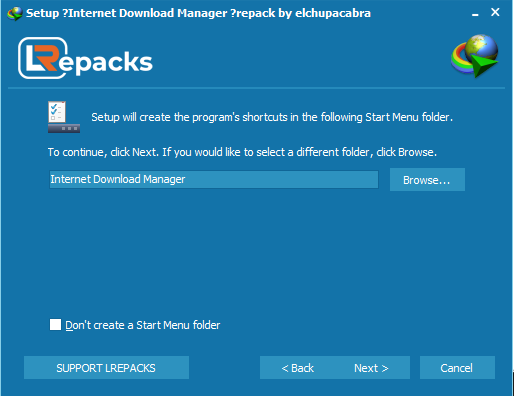 Setup ?Internet Download Manager ?repack by elchupacabra
LRepacks
Setup will create the program's shortcuts in the following Start Menu folder.
To continue, click Next. If you would like to select a different folder, click Browse.
Internet Download Manager
Browse...
Don't create a Start Menu folder
SUPPORT LREPACKS
< Back
Next >
Cancel